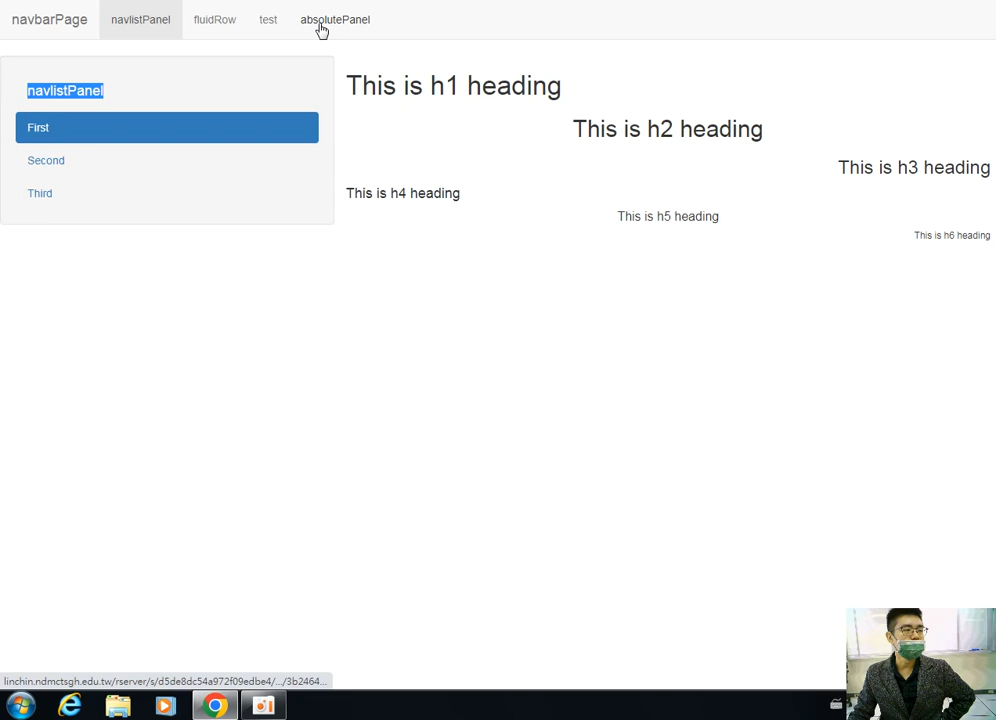 navbarPage navlistPanel fluidRow test absolutePanel
navlistPanel
First
Second
Third
This is h1 heading
This is h2 heading
This is h3 heading
This is h4 heading
This is h5 heading
This is h6 heading
linchin.ndmctsgh.edu.tw/rserver/s/d5de8dc54a972f09edbe4/.../3b2464...